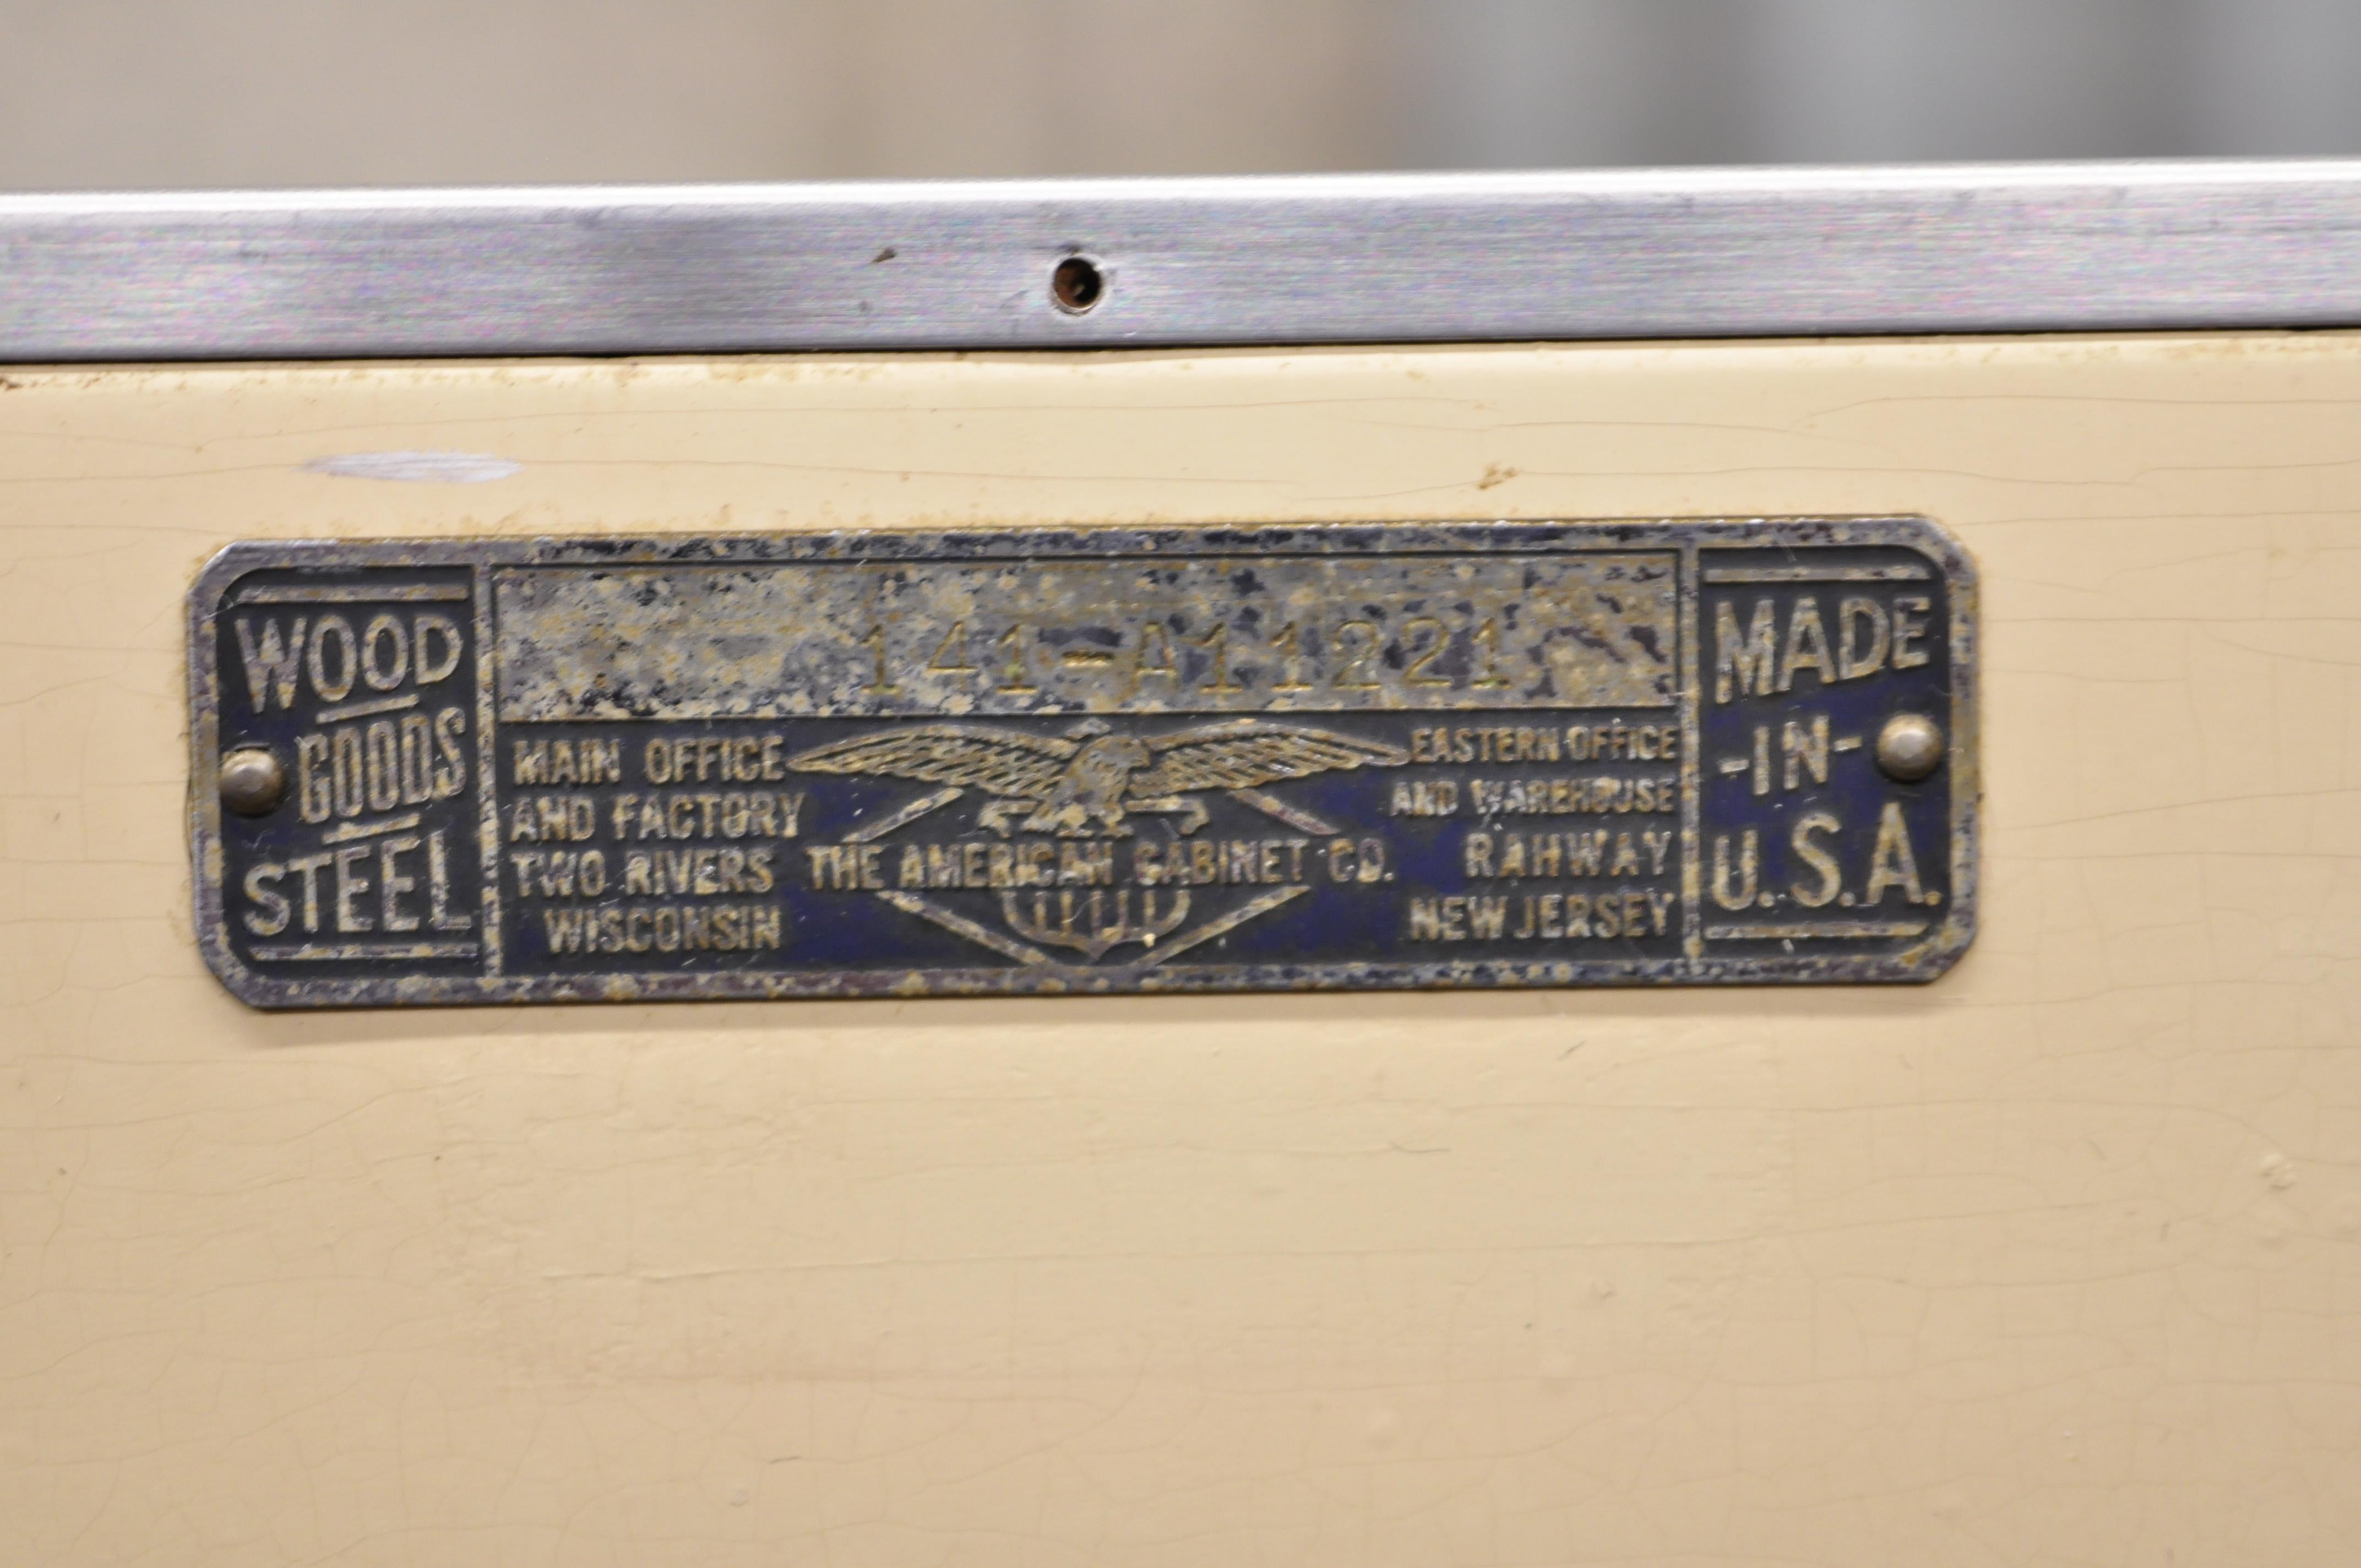 WOOD
GOODS
STEEL
141-A11221
MAIN OFFICE
AND FACTORY
TWO RIVERS
WISCONSIN
THE AMERICAN CABINET CO.
EASTERN OFFICE
AND WAREHOUSE
RAHWAY
NEW JERSEY
MADE
-IN-
U.S.A.